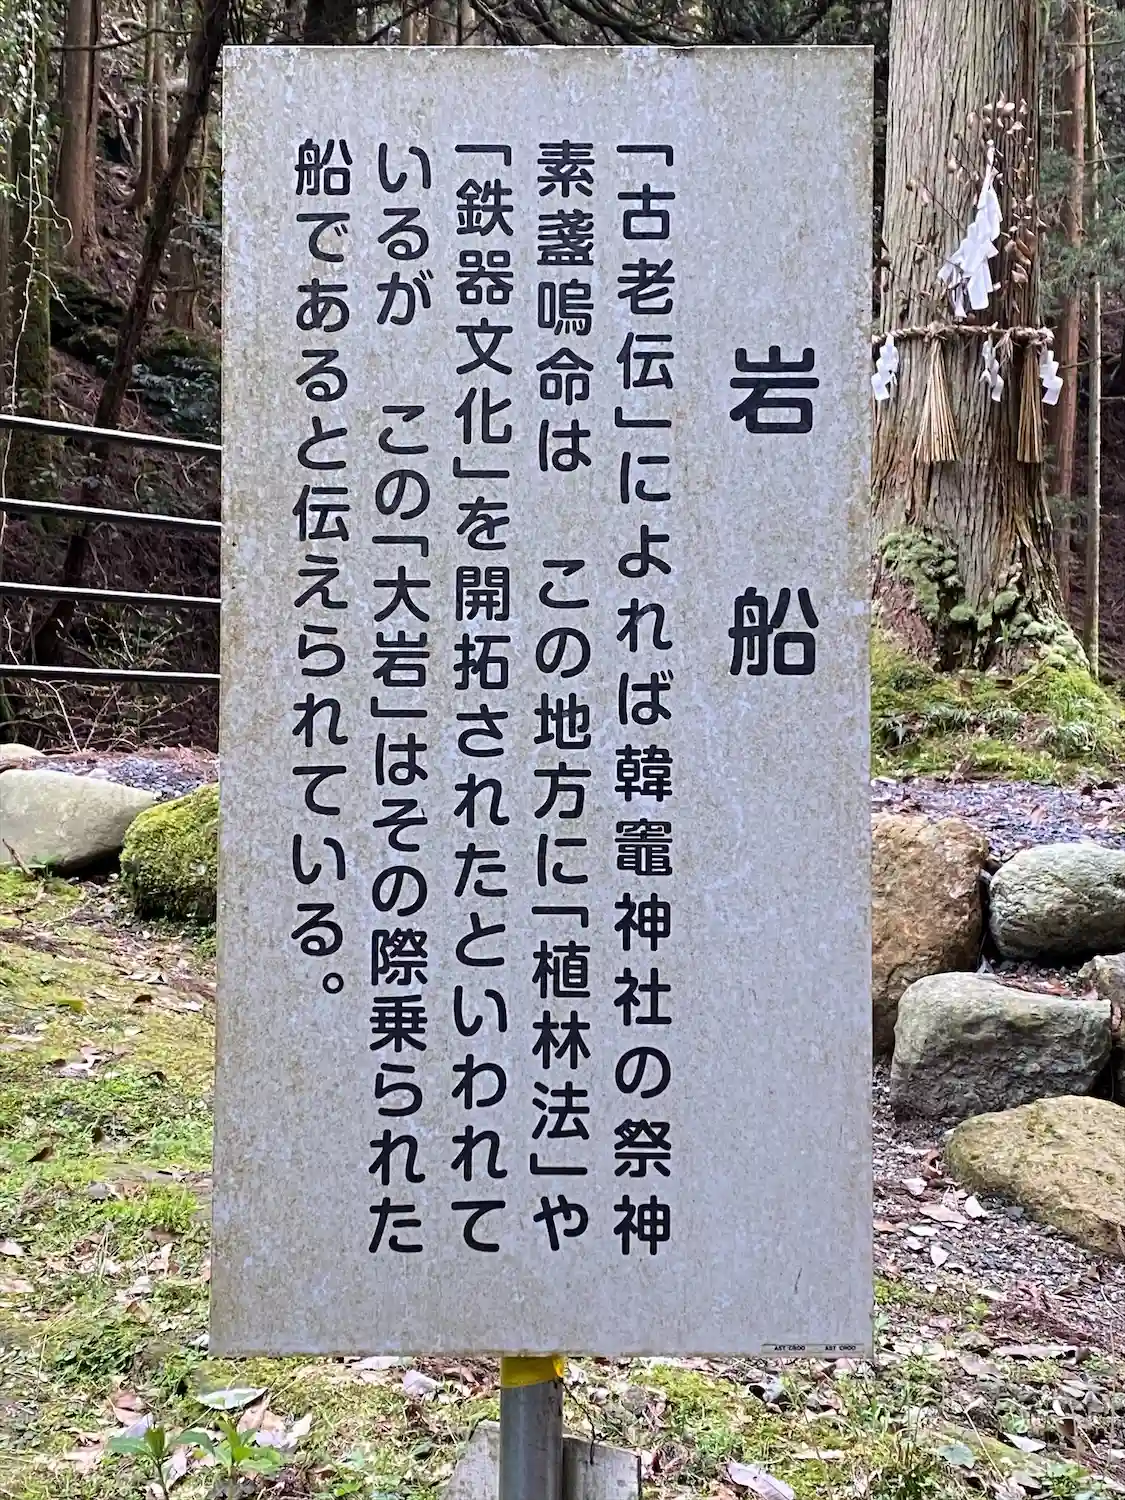 岩船
「古老伝」によれば韓竈神社の祭神
素盞嗚命は　この地方に「植林法」や
「鉄器文化」を開拓されたといわれて
いるが　この「大岩」はその際乗られた
船であると伝えられている。